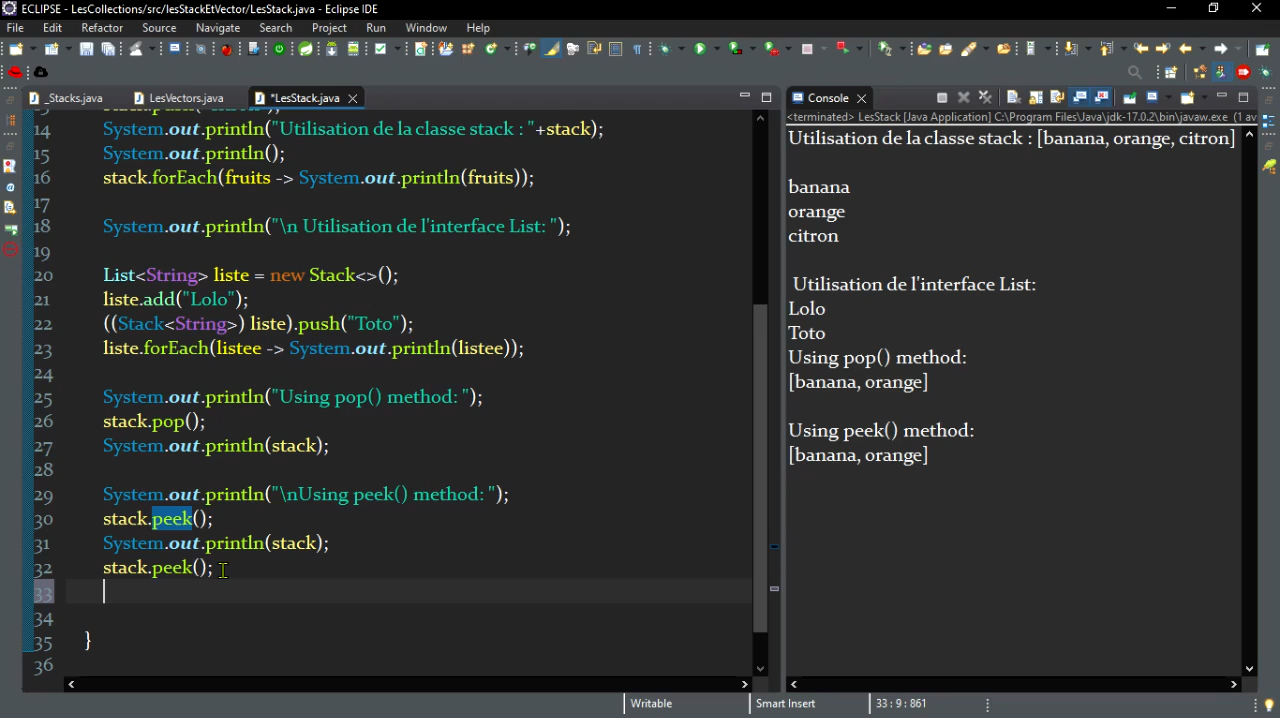 ECLIPSE - LesCollections/src/lesStackEtVector/LesStack.java - Eclipse IDE
File Edit Refactor Source Navigate Search Project Run Window Help
_Stacks.java LesVectors.java *LesStack.java Console
<terminated> LesStack [Java Application] C:\Program Files\Java\jdk-17.0.2\bin\javaw.exe (1 av
14 System.out.println("Utilisation de la classe stack : "+stack);
15 System.out.println();
16 stack.forEach(fruits -> System.out.println(fruits));
17
18 System.out.println("\n Utilisation de l'interface List: ");
19
20 List<String> liste = new Stack<>();
21 liste.add("Lolo");
22 ((Stack<String>) liste).push("Toto");
23 liste.forEach(listee -> System.out.println(listee));
24
25 System.out.println("Using pop() method: ");
26 stack.pop();
27 System.out.println(stack);
28
29 System.out.println("\nUsing peek() method: ");
30 stack.peek();
31 System.out.println(stack);
32 stack.peek();
33
34
35 }
36
Utilisation de la classe stack : [banana, orange, citron]
banana
orange
citron
Utilisation de l'interface List:
Lolo
Toto
Using pop() method:
[banana, orange]
Using peek() method:
[banana, orange]
Writable Smart Insert 33 : 9 : 861